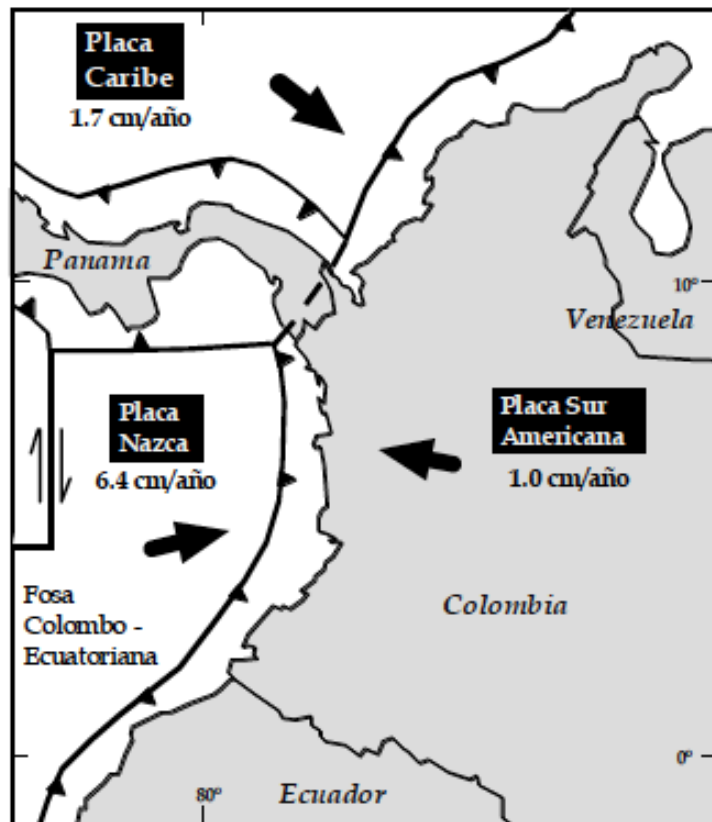 Placa
Caribe
1.7 cm/año
Panama
10°
Venezuela
Placa
Nazca
6.4 cm/año
Placa Sur
Americana
1.0 cm/año
Fosa
Colombo -
Ecuatoriana
Colombia
0°
80°
Ecuador